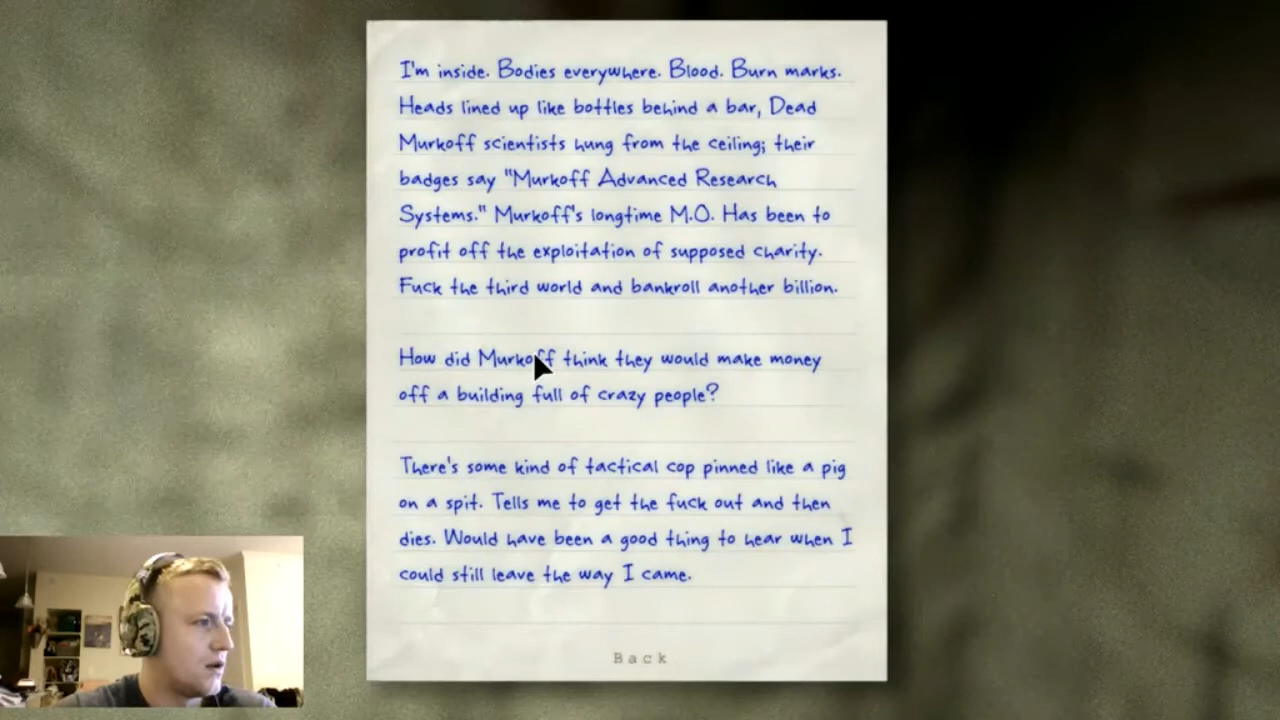 I'm inside. Bodies everywhere. Blood. Burn marks.
Heads lined up like bottles behind a bar, Dead
Murkoff scientists hung from the ceiling; their
badges say "Murkoff Advanced Research
Systems." Murkoff's longtime M.O. Has been to
profit off the exploitation of supposed charity.
Fuck the third world and bankroll another billion.
How did Murkoff think they would make money
off a building full of crazy people?
There's some kind of tactical cop pinned like a pig
on a spit. Tells me to get the fuck out and then
dies. Would have been a good thing to hear when I
could still leave the way I came.
Back